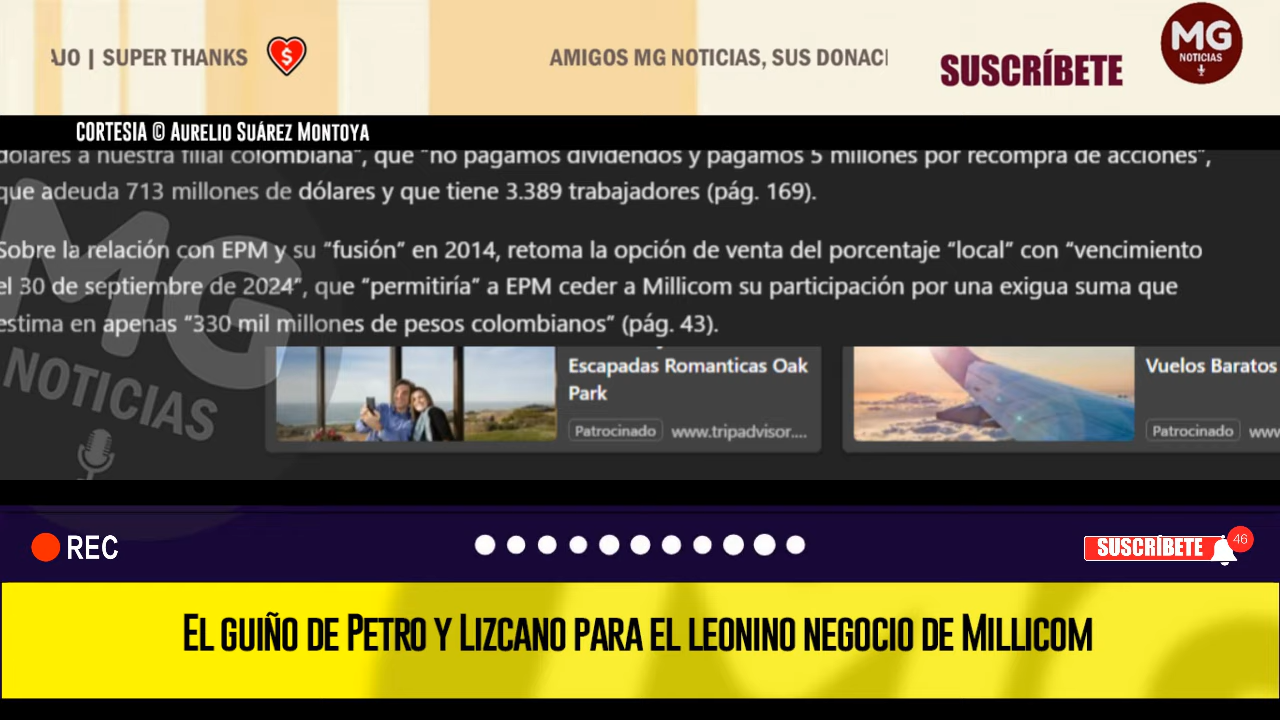 AJO | SUPER THANKS
$
AMIGOS MG NOTICIAS, SUS DONACI
SUSCRÍBETE
MG
NOTICIAS
CORTESIA © AURELIO SUÁREZ MONTOYA
dólares a nuestra filial colombiana”, que “no pagamos dividendos y pagamos 5 millones por recompra de acciones”,
que adeuda 713 millones de dólares y que tiene 3.389 trabajadores (pág. 169).
Sobre la relación con EPM y su “fusión” en 2014, retoma la opción de venta del porcentaje “local” con “vencimiento
el 30 de septiembre de 2024”, que “permitiría” a EPM ceder a Millicom su participación por una exigua suma que
estima en apenas “330 mil millones de pesos colombianos” (pág. 43).
MG
NOTICIAS
Escapadas Romanticas Oak
Park
Patrocinado www.tripadvisor....
Vuelos Baratos
Patrocinado www
REC
SUSCRÍBETE
46
EL GUIÑO DE PETRO Y LIZCANO PARA EL LEONINO NEGOCIO DE MILLICOM